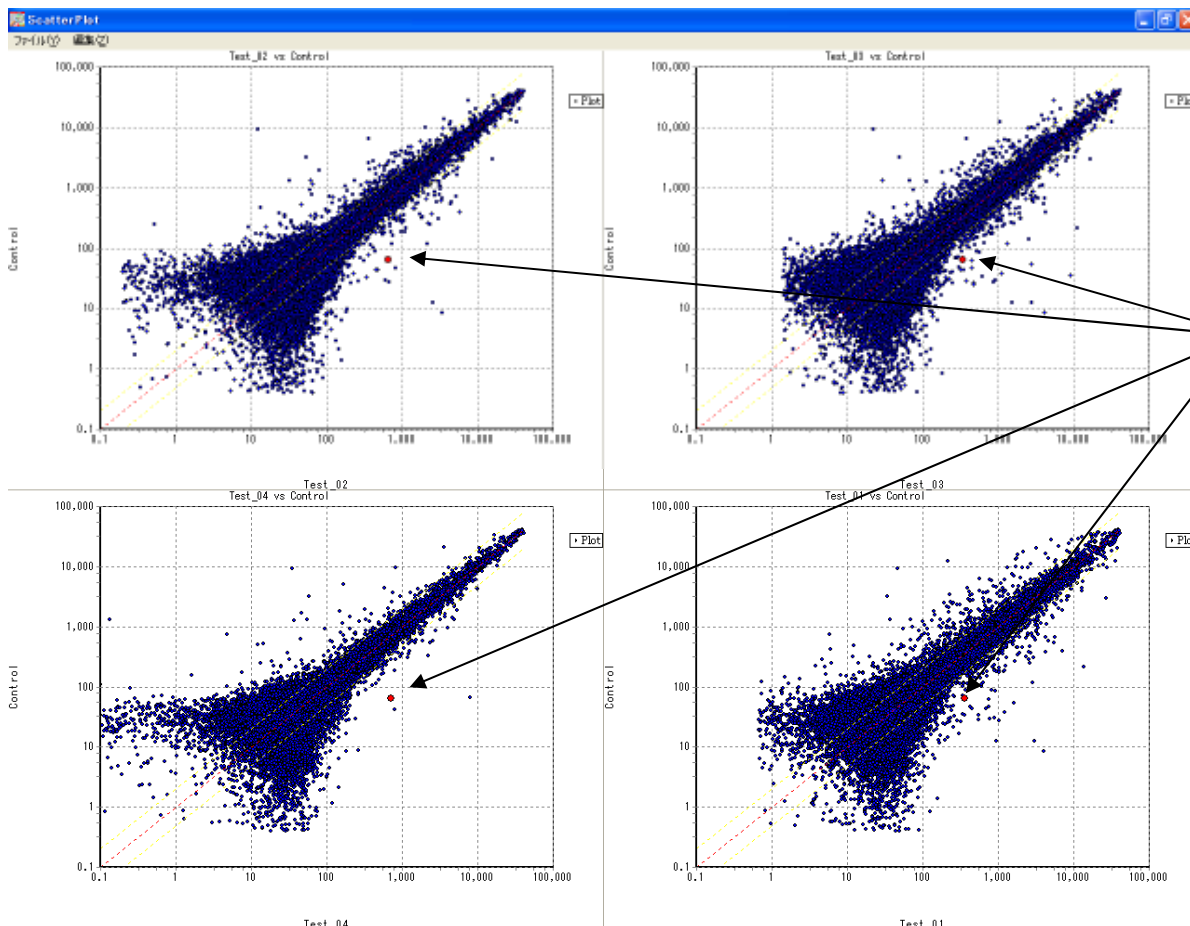 ScatterPlot
ファイル(Y) 編集(Z)
Test_02 vs Control
100,000
10,000
1,000
100
10
1
0.1
Control
Plot
0.1 1 10 100 1,000 10,000 100,000
Test_02
Test_03 vs Control
100,000
10,000
1,000
100
10
1
0.1
Control
Plo
0.1 1 10 100 1,000 10,000 100,000
Test_03
Test_04 vs Control
100,000
10,000
1,000
100
10
1
0.1
Control
Plot
0.1 1 10 100 1,000 10,000 100,000
Test_04
Test_01 vs Control
100,000
10,000
1,000
100
10
1
0.1
Control
Plo
0.1 1 10 100 1,000 10,000 100,000
Test_01